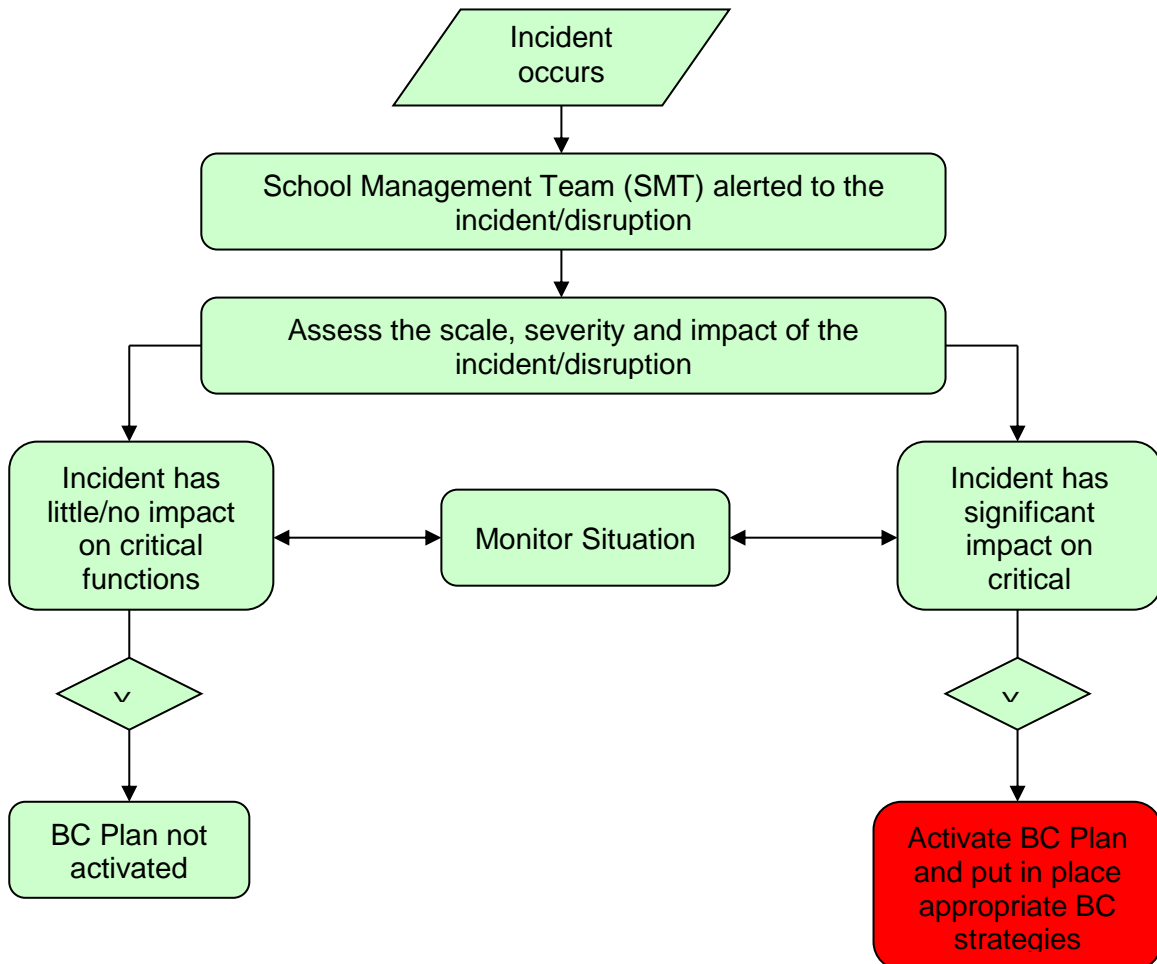 Incident
occurs
School Management Team (SMT) alerted to the
incident/disruption
Assess the scale, severity and impact of the
incident/disruption
Incident has
little/no impact
on critical
functions
Monitor Situation
Incident has
significant
impact on
critical
v
v
BC Plan not
activated
Activate BC Plan
and put in place
appropriate BC
strategies